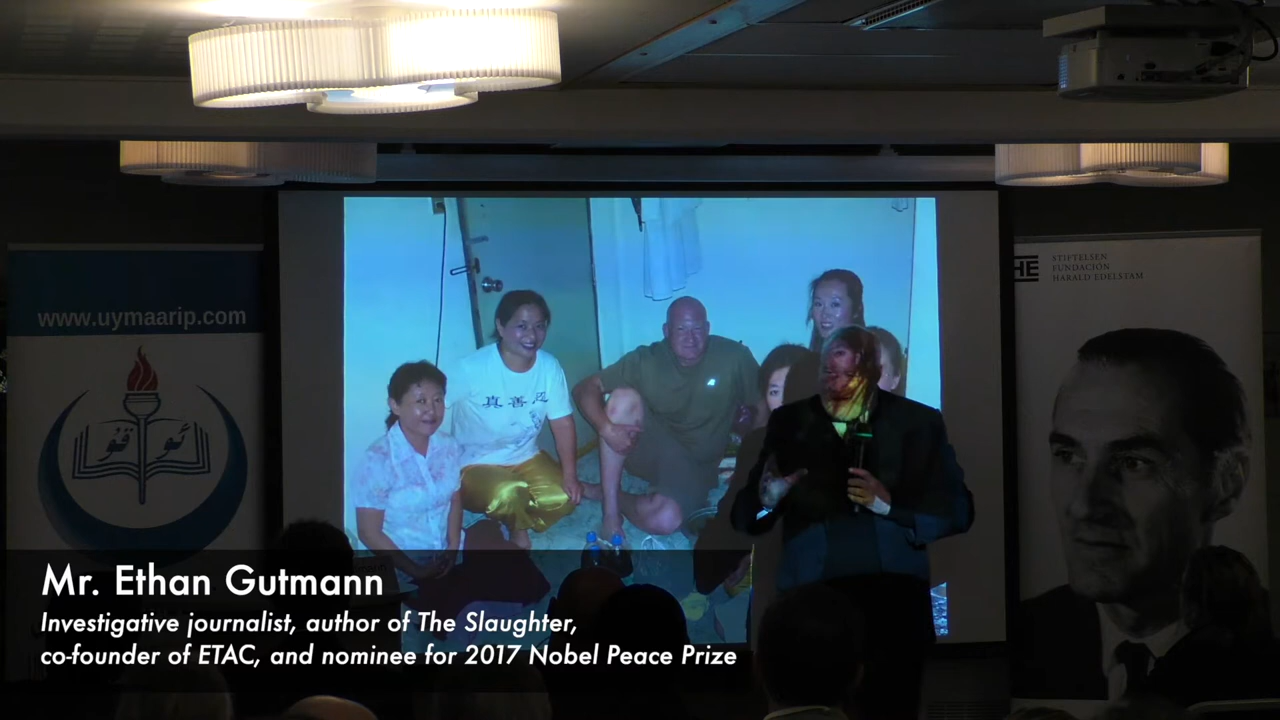 www.uymaarip.com
ئوقۇ
HE
STIFTELSEN
FUNDACIÓN
HARALD EDELSTAM
真善忍
Mr. Ethan Gutmann
Investigative journalist, author of The Slaughter,
co-founder of ETAC, and nominee for 2017 Nobel Peace Prize